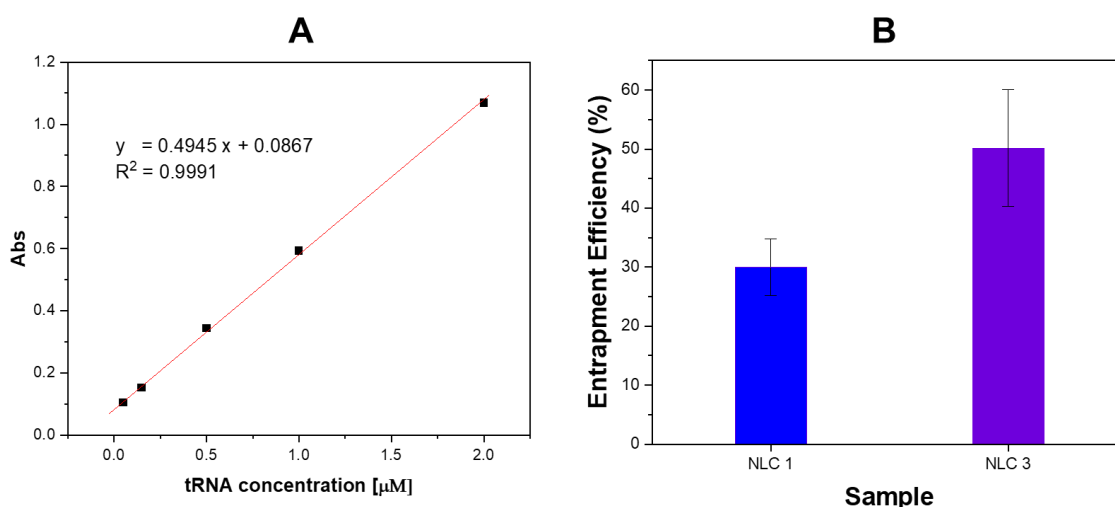 A
1.2
1.0
0.8
0.6
0.4
0.2
0.0
Abs
y = 0.4945 x + 0.0867
R² = 0.9991
0.0 0.5 1.0 1.5 2.0
tRNA concentration [μM]
B
60
50
40
30
20
10
0
Entrapment Efficiency (%)
NLC 1 NLC 3
Sample